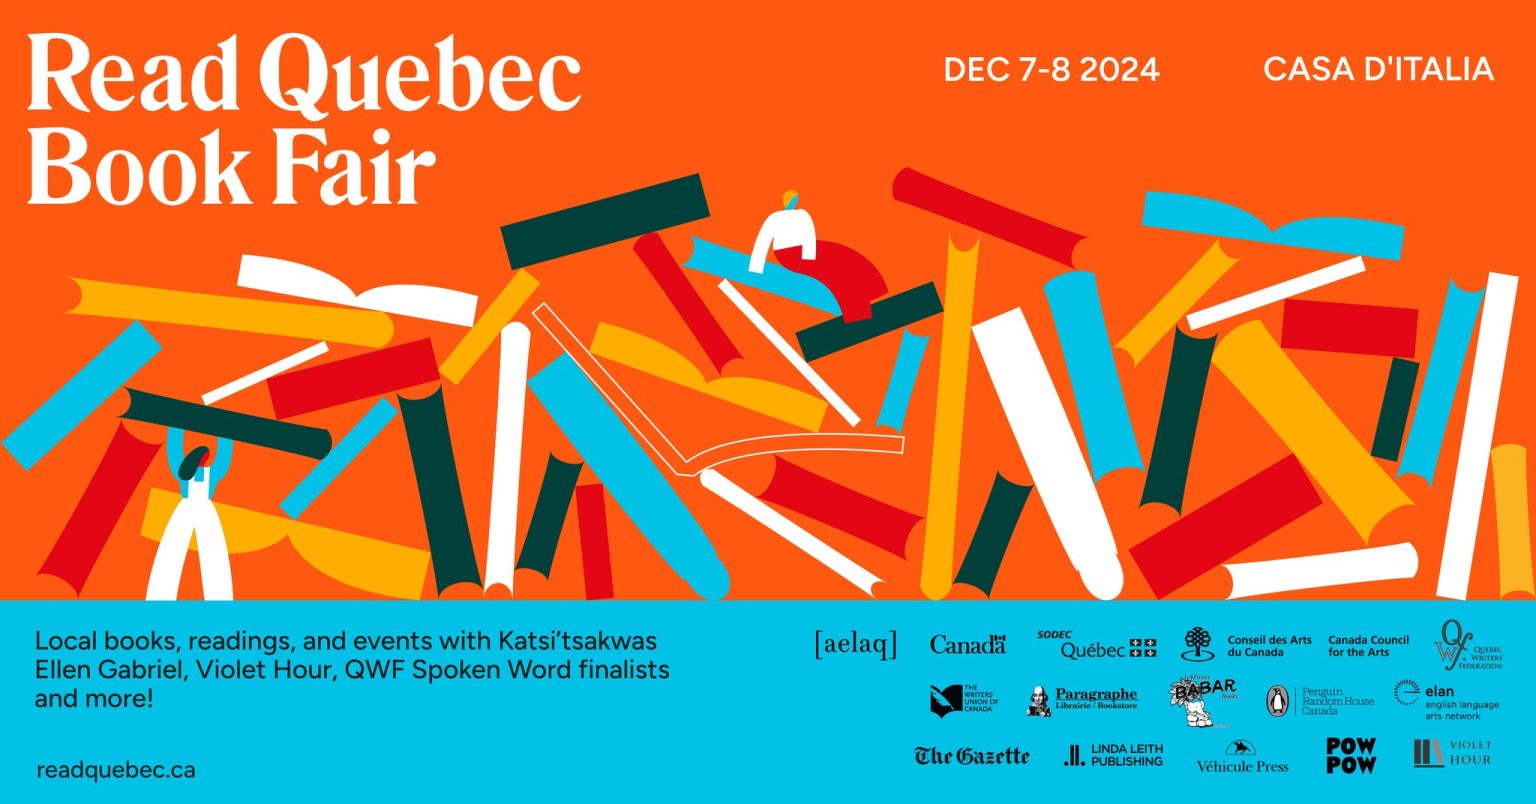 Read Quebec
Book Fair
DEC 7-8 2024
CASA D'ITALIA
Local books, readings, and events with Katsi’tsakwas
Ellen Gabriel, Violet Hour, QWF Spoken Word finalists
and more!
readquebec.ca
[aelaq]
Canada
SODEC
Québec
Conseil des Arts
du Canada
Canada Council
for the Arts
QWF
QUEBEC
WRITERS'
FEDERATION
THE
WRITERS'
UNION OF
CANADA
Paragraphe
Librairie / Bookstore
BABAR
Books
Penguin
Random House
Canada
elan
english language
arts network
The Gazette
.ll.
LINDA LEITH
PUBLISHING
Véhicule Press
POW
POW
VIOLET
HOUR